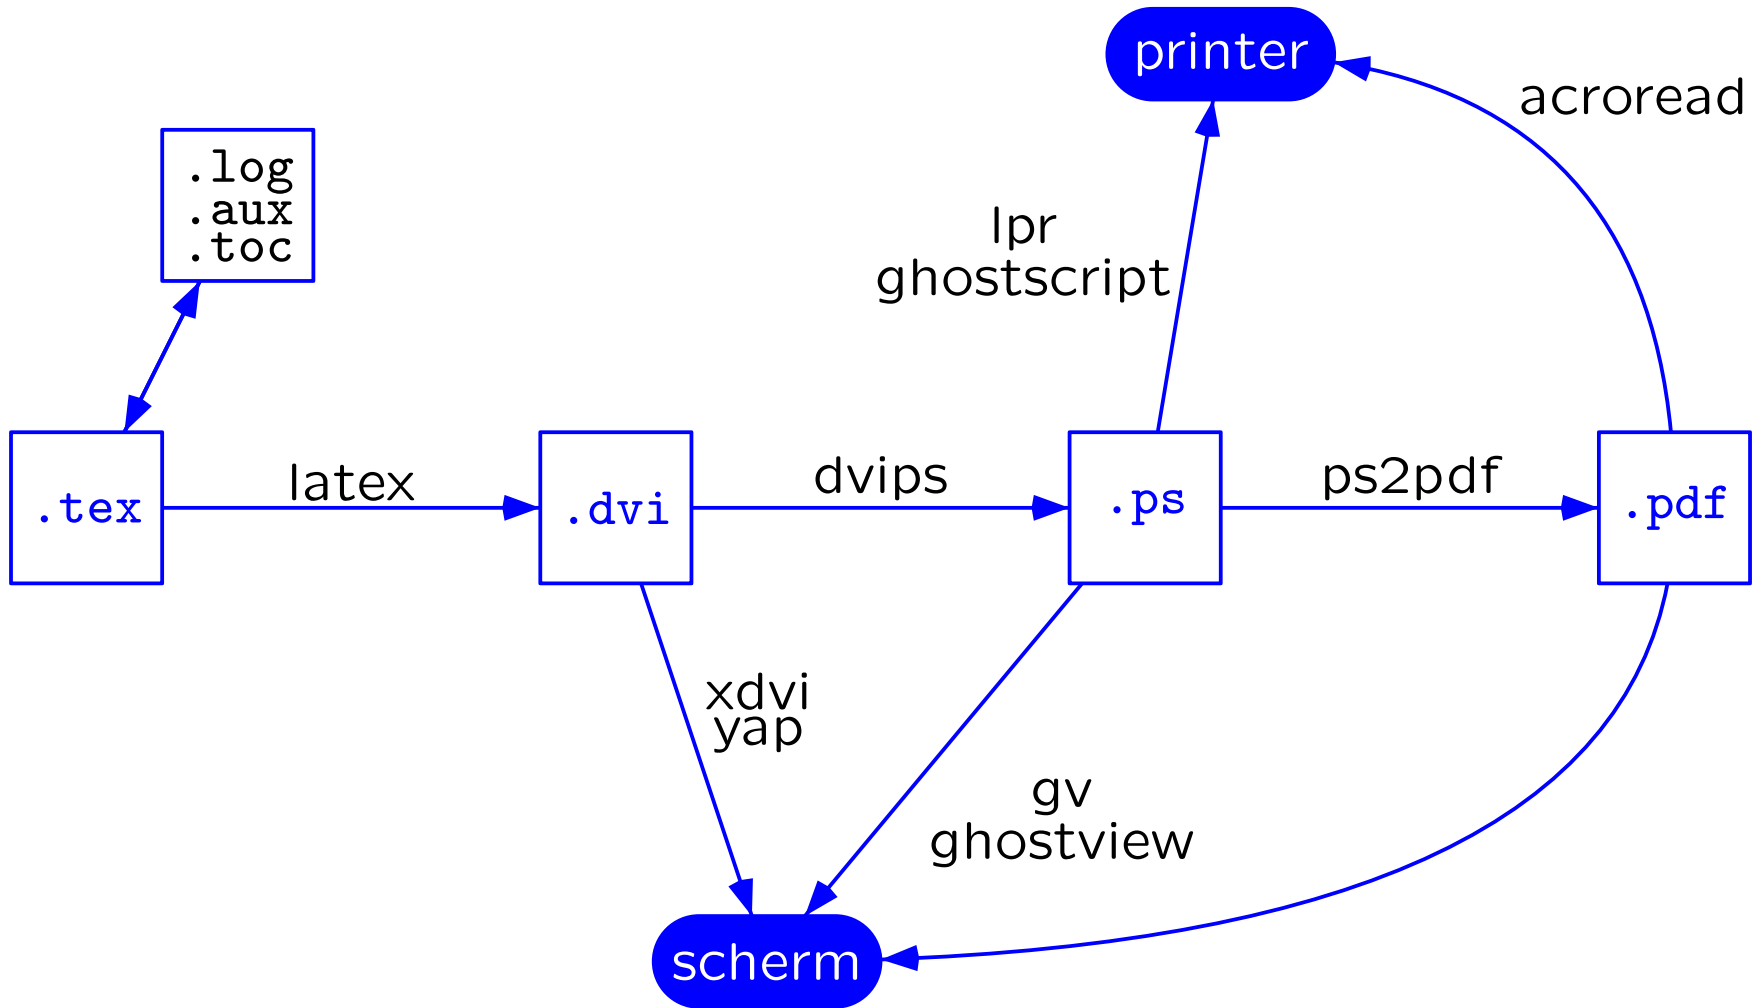 printer
acroread
.log
.aux
.toc
lpr
ghostscript
.tex
latex
.dvi
dvips
.ps
ps2pdf
.pdf
xdvi
yap
gv
ghostview
scherm